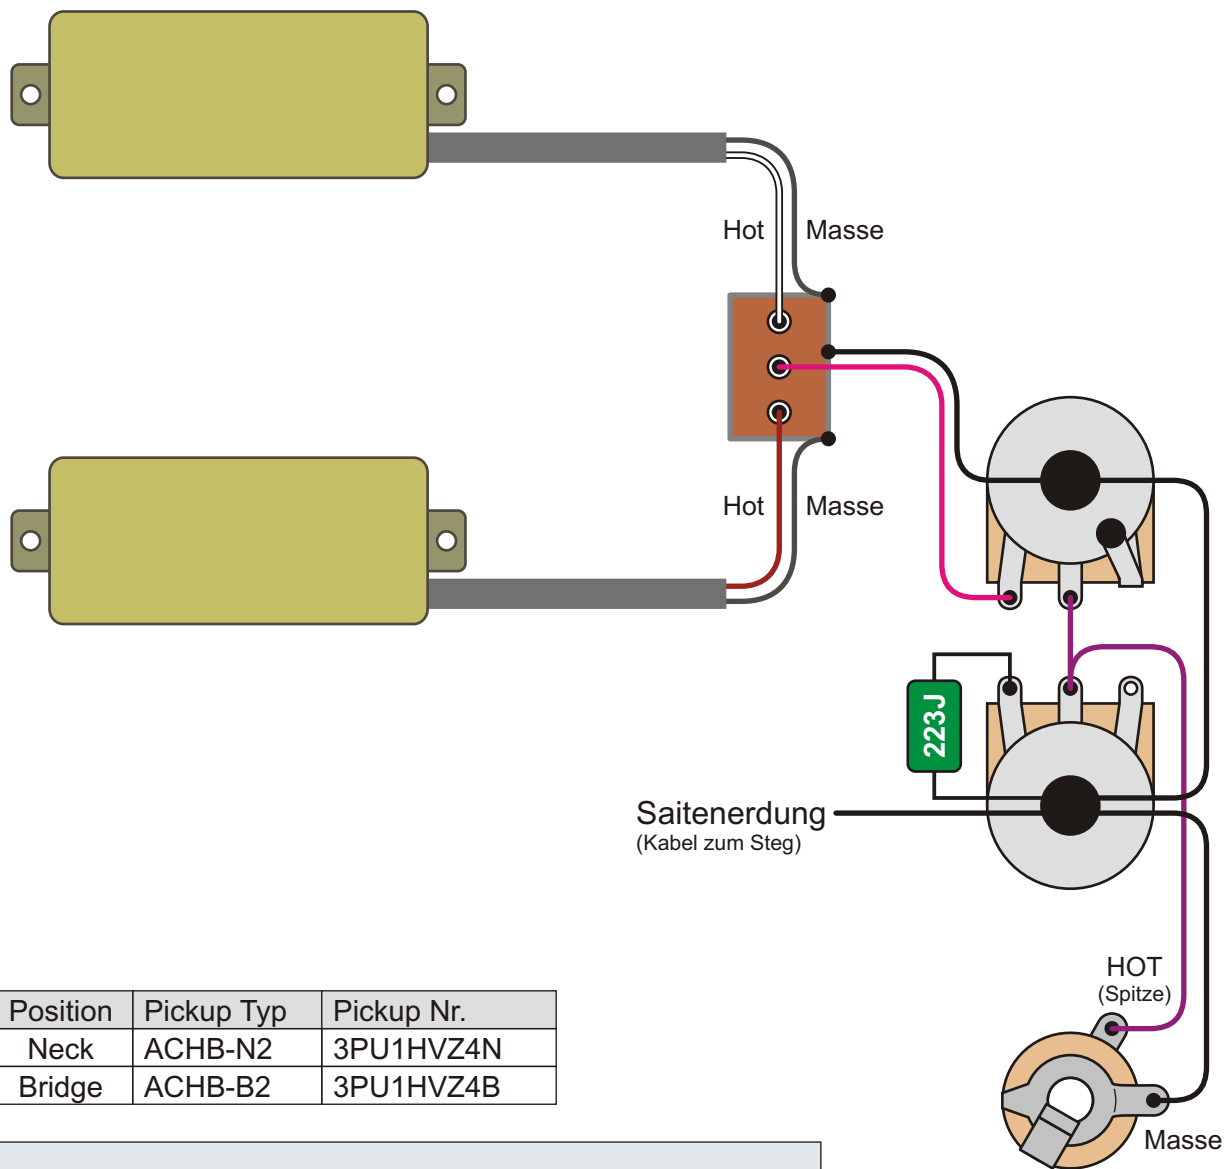 Hot Masse
Hot Masse
223J
Saitenerdung
(Kabel zum Steg)
HOT
(Spitze)
Masse
Position Pickup Typ Pickup Nr.
Neck ACHB-N2 3PU1HVZ4N
Bridge ACHB-B2 3PU1HVZ4B